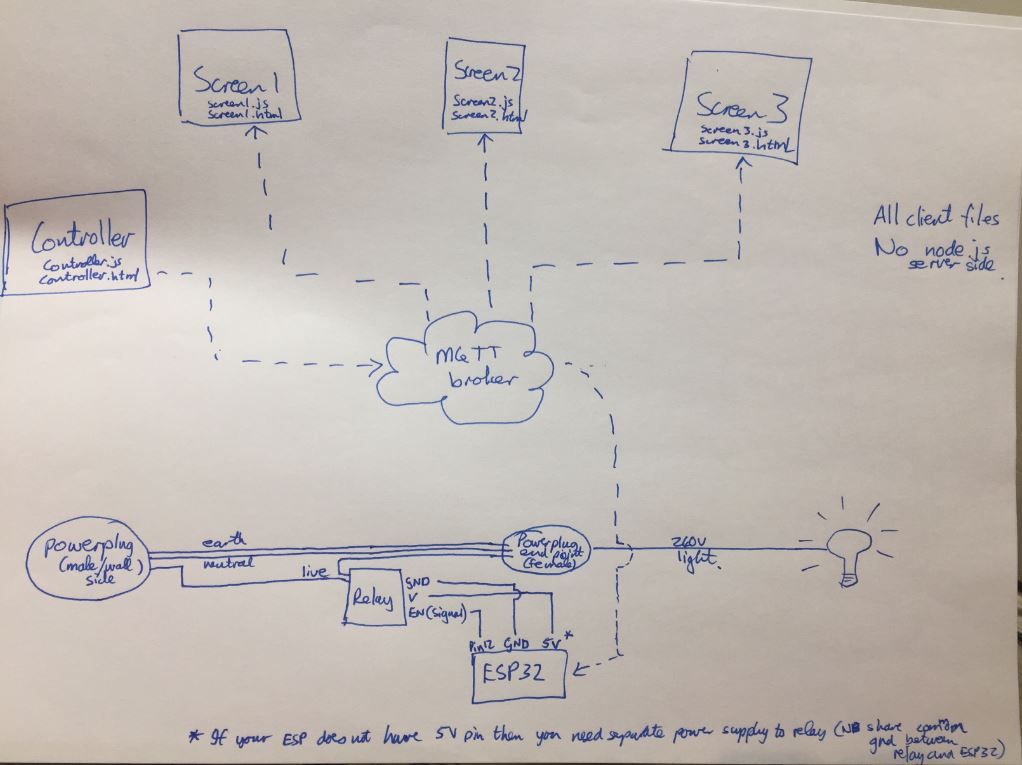 Screen 1
screen1.js
screen1.html
Screen 2
Screen2.js
Screen2.html
Screen 3
screen3.js
screen3.html
Controller
Controller.js
Controller.html
All client files
No node.js
server side.
MQTT
broker
Powerplug
(male/wall)
side
earth
neutral
live
Powerplug
end point
(female)
240V
light.
Relay
GND
V
EN(signal)
Pin12 GND 5V*
ESP32
* If your ESP does not have 5V pin then you need separate power supply to relay (NB share common
gnd between
relay and ESP32)